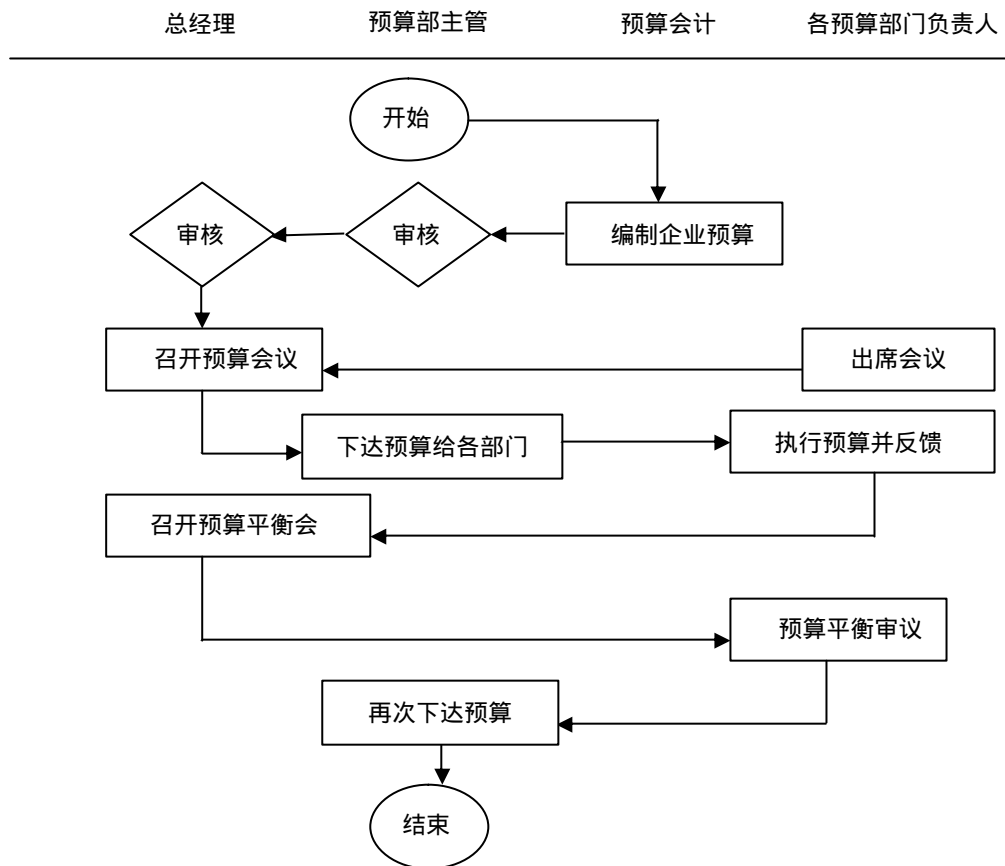 总经理
预算部主管
预算会计
各预算部门负责人
开始
审核
审核
编制企业预算
召开预算会议
出席会议
下达预算给各部门
执行预算并反馈
召开预算平衡会
预算平衡审议
再次下达预算
结束